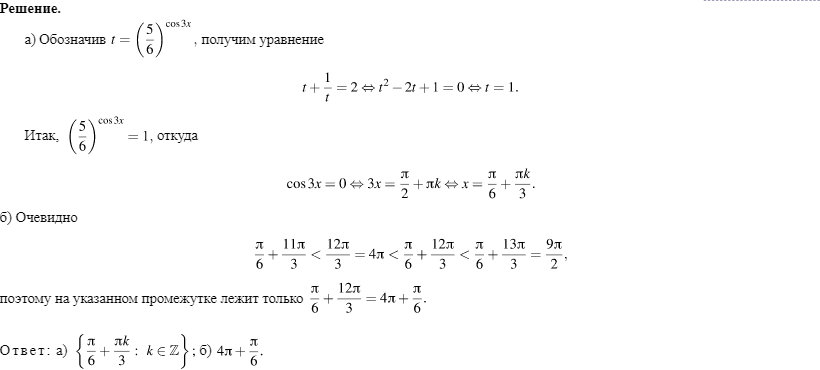 Решение.
а) Обозначив $t = \left(\frac{5}{6}\right)^{\cos 3x}$, получим уравнение
$t + \frac{1}{t} = 2 \Leftrightarrow t^2 - 2t + 1 = 0 \Leftrightarrow t = 1.$
Итак, $\left(\frac{5}{6}\right)^{\cos 3x} = 1$, откуда
$\cos 3x = 0 \Leftrightarrow 3x = \frac{\pi}{2} + \pi k \Leftrightarrow x = \frac{\pi}{6} + \frac{\pi k}{3}.$
б) Очевидно
$\frac{\pi}{6} + \frac{11\pi}{3} < \frac{12\pi}{3} = 4\pi < \frac{\pi}{6} + \frac{12\pi}{3} < \frac{\pi}{6} + \frac{13\pi}{3} = \frac{9\pi}{2},$
поэтому на указанном промежутке лежит только $\frac{\pi}{6} + \frac{12\pi}{3} = 4\pi + \frac{\pi}{6}.$
Ответ: а) $\left\{\frac{\pi}{6} + \frac{\pi k}{3} : k \in \mathbb{Z}\right\}$; б) $4\pi + \frac{\pi}{6}.$